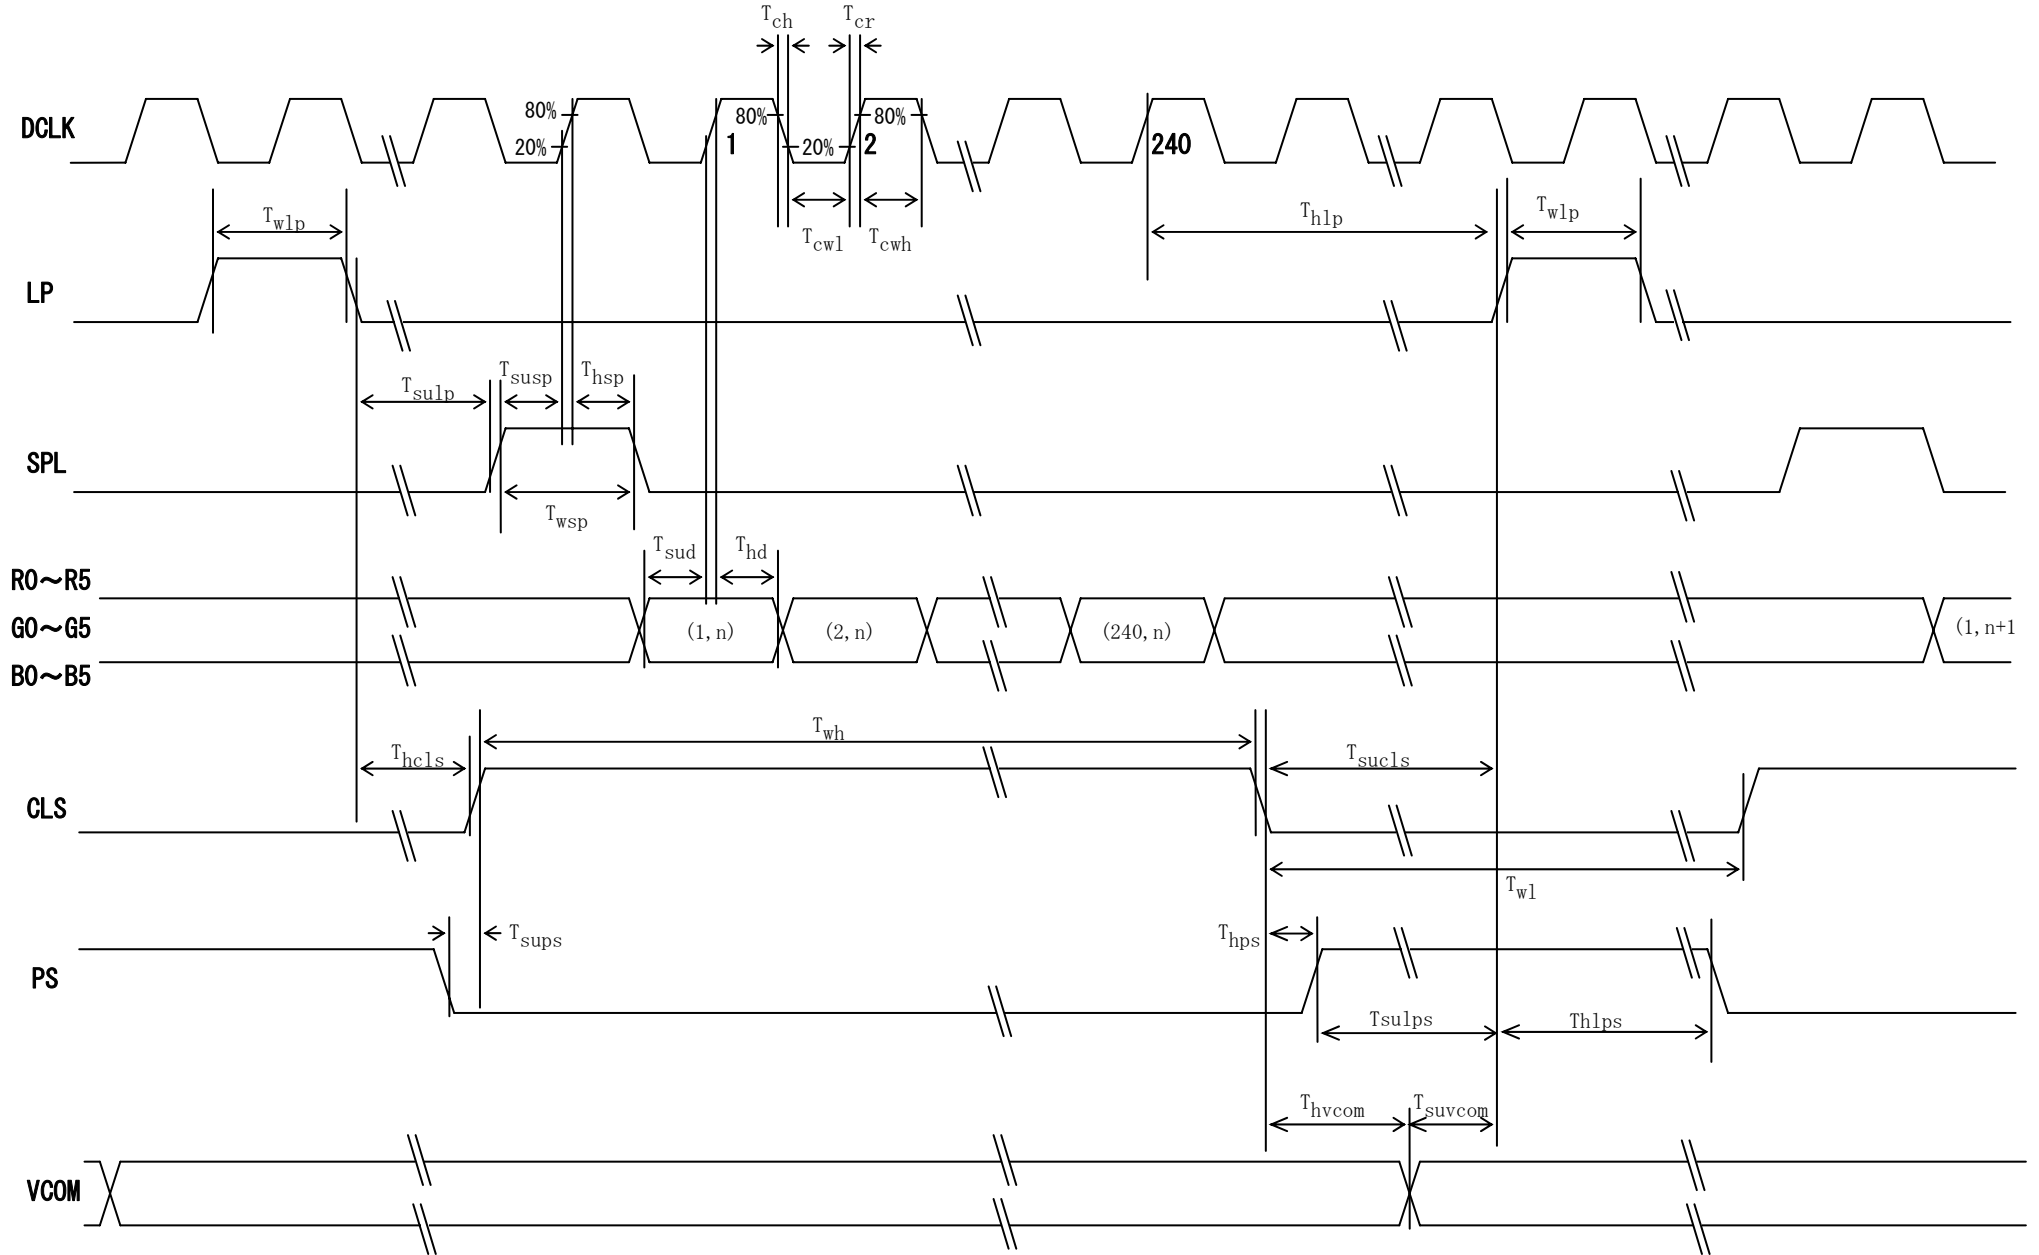 Tch Tcr
DCLK 80% 20% 1 80% 20% 2 80% 240
Twlp Tcwl Tcwh Thlp Twlp
LP
Tsulp Tsusp Thsp
SPL
Twsp
Tsud Thd
R0～R5
G0～G5 (1,n) (2,n) (240,n) (1,n+1
B0～B5
Thcls Twh Tsucls
CLS
Twl
Tsups Thps
PS
Tsulps Thlps
Thvcom Tsuvcom
VCOM